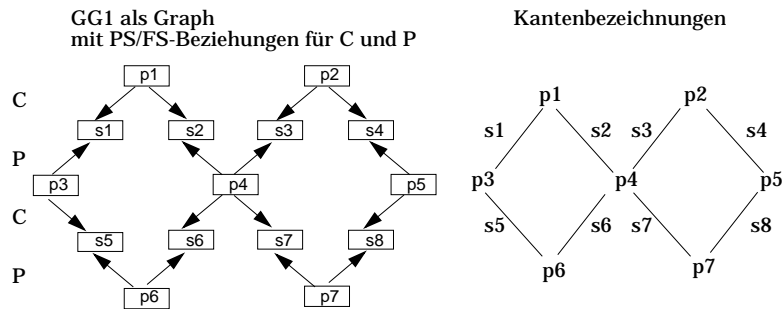 GG1 als Graph
mit PS/FS-Beziehungen für C und P
Kantenbezeichnungen
p1 p2
C
s1 s2 s3 s4
P
p3 p4 p5
C
s5 s6 s7 s8
P
p6 p7
p1 p2
s1 s2 s3 s4
p3 p4 p5
s5 s6 s7 s8
p6 p7